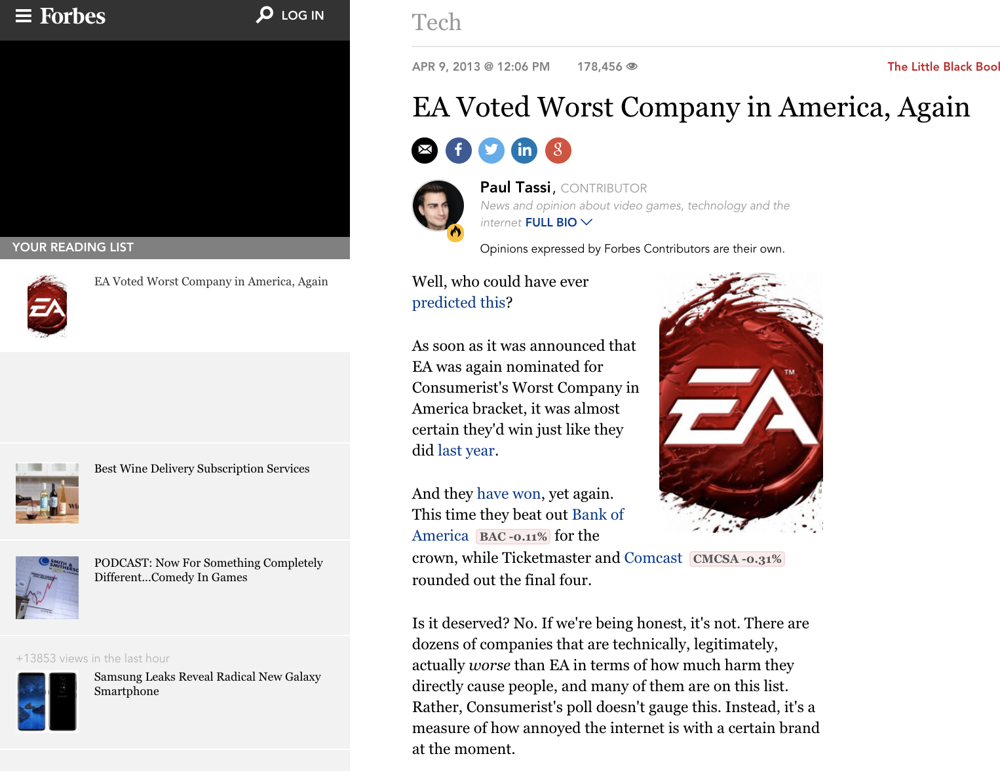 Forbes
LOG IN
YOUR READING LIST
EA
EA Voted Worst Company in America, Again
Best Wine Delivery Subscription Services
SMITH &
PODCAST: Now For Something Completely
Different...Comedy In Games
+13853 views in the last hour
Samsung Leaks Reveal Radical New Galaxy
Smartphone
Tech
APR 9, 2013 @ 12:06 PM 178,456
The Little Black Bool
EA Voted Worst Company in America, Again
f in g
Paul Tassi, CONTRIBUTOR
News and opinion about video games, technology and the
internet FULL BIO
Opinions expressed by Forbes Contributors are their own.
Well, who could have ever
predicted this?
As soon as it was announced that
EA was again nominated for
Consumerist's Worst Company in
America bracket, it was almost
certain they'd win just like they
did last year.
EA™
And they have won, yet again.
This time they beat out Bank of
America BAC -0.11% for the
crown, while Ticketmaster and Comcast CMCSA -0.31%
rounded out the final four.
Is it deserved? No. If we're being honest, it's not. There are
dozens of companies that are technically, legitimately,
actually worse than EA in terms of how much harm they
directly cause people, and many of them are on this list.
Rather, Consumerist's poll doesn't gauge this. Instead, it's a
measure of how annoyed the internet is with a certain brand
at the moment.